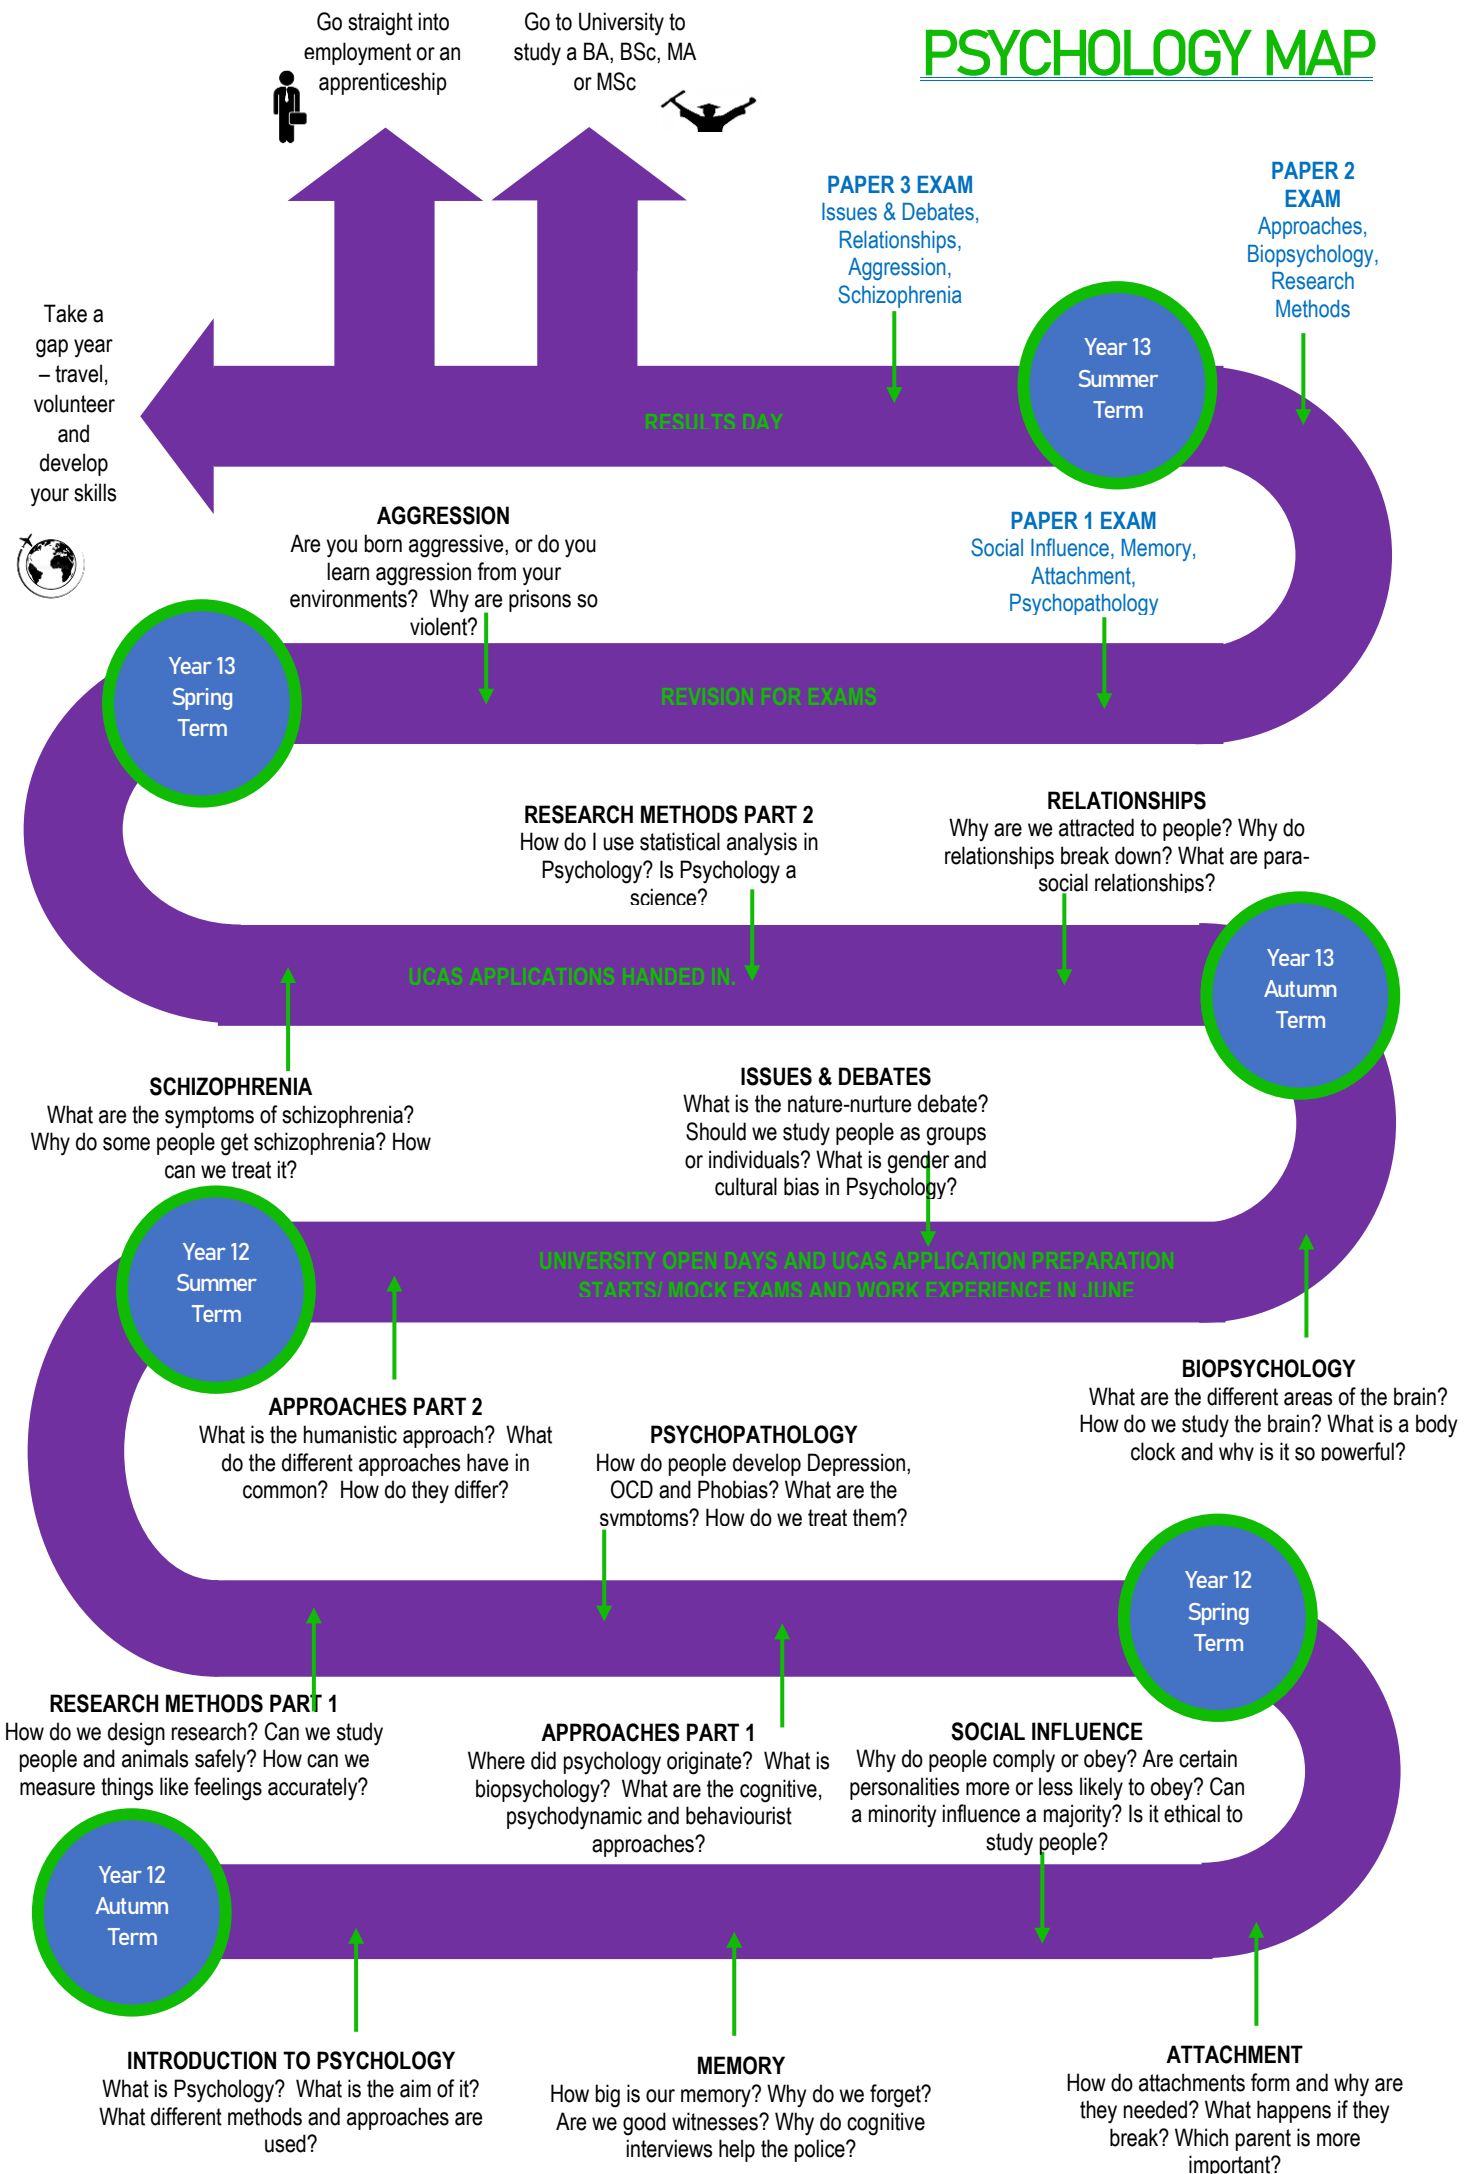 Go straight into
employment or an
apprenticeship
Go to University to
study a BA, BSc, MA
or MSc
PSYCHOLOGY MAP
PAPER 3 EXAM
Issues & Debates,
Relationships,
Aggression,
Schizophrenia
PAPER 2
EXAM
Approaches,
Biopsychology,
Research
Methods
Take a
gap year
– travel,
volunteer
and
develop
your skills
Year 13
Summer
Term
RESULTS DAY
AGGRESSION
Are you born aggressive, or do you
learn aggression from your
environments?  Why are prisons so
violent?
PAPER 1 EXAM
Social Influence, Memory,
Attachment,
Psychopathology
Year 13
Spring
Term
REVISION FOR EXAMS
RESEARCH METHODS PART 2
How do I use statistical analysis in
Psychology? Is Psychology a
science?
RELATIONSHIPS
Why are we attracted to people? Why do
relationships break down? What are para-
social relationships?
Year 13
Autumn
Term
UCAS APPLICATIONS HANDED IN.
SCHIZOPHRENIA
What are the symptoms of schizophrenia?
Why do some people get schizophrenia? How
can we treat it?
ISSUES & DEBATES
What is the nature-nurture debate?
Should we study people as groups
or individuals? What is gender and
cultural bias in Psychology?
Year 12
Summer
Term
UNIVERSITY OPEN DAYS AND UCAS APPLICATION PREPARATION
STARTS/ MOCK EXAMS AND WORK EXPERIENCE IN JUNE
BIOPSYCHOLOGY
What are the different areas of the brain?
How do we study the brain? What is a body
clock and why is it so powerful?
APPROACHES PART 2
What is the humanistic approach?  What
do the different approaches have in
common?  How do they differ?
PSYCHOPATHOLOGY
How do people develop Depression,
OCD and Phobias? What are the
symptoms? How do we treat them?
Year 12
Spring
Term
RESEARCH METHODS PART 1
How do we design research? Can we study
people and animals safely? How can we
measure things like feelings accurately?
APPROACHES PART 1
Where did psychology originate?  What is
biopsychology?  What are the cognitive,
psychodynamic and behaviourist
approaches?
SOCIAL INFLUENCE
Why do people comply or obey? Are certain
personalities more or less likely to obey? Can
a minority influence a majority? Is it ethical to
study people?
Year 12
Autumn
Term
INTRODUCTION TO PSYCHOLOGY
What is Psychology?  What is the aim of it?
What different methods and approaches are
used?
MEMORY
How big is our memory? Why do we forget?
Are we good witnesses? Why do cognitive
interviews help the police?
ATTACHMENT
How do attachments form and why are
they needed? What happens if they
break? Which parent is more
important?